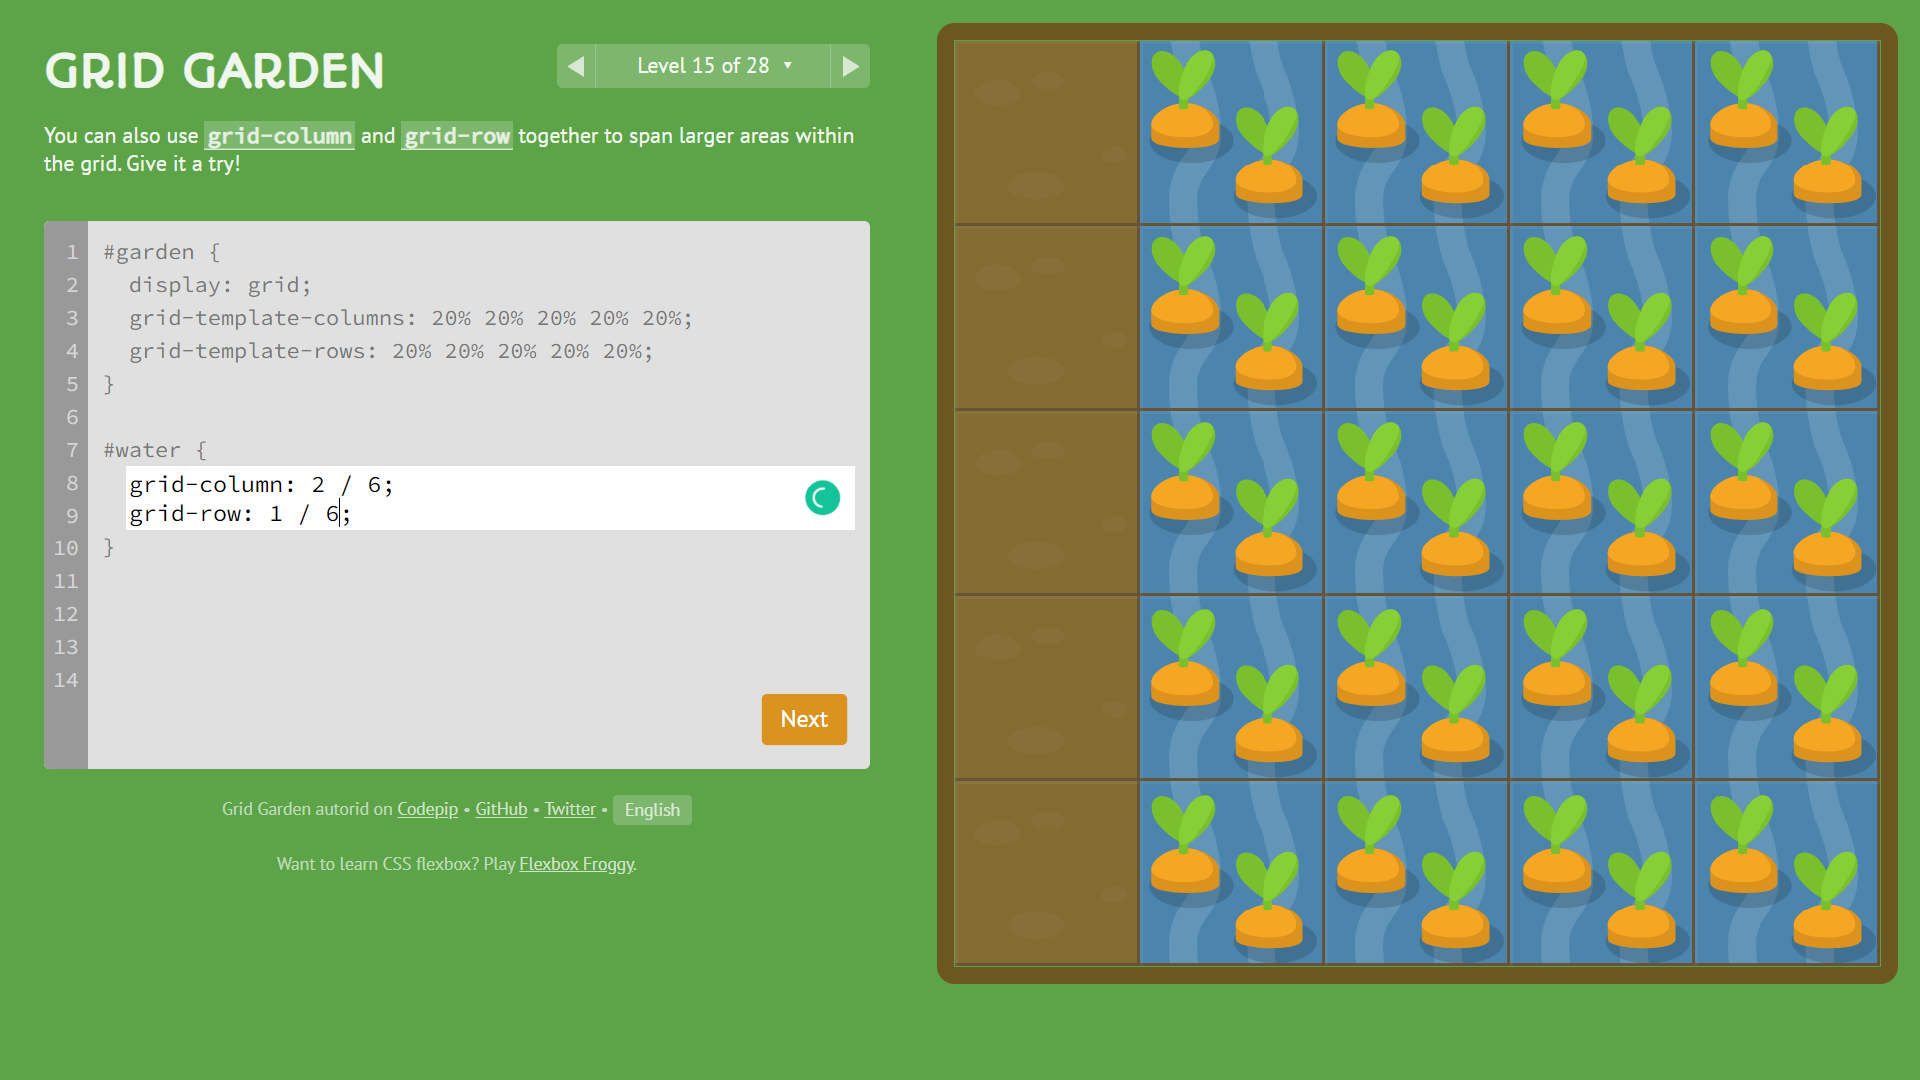 GRID GARDEN
◀ Level 15 of 28 ▼ ▶
You can also use grid-column and grid-row together to span larger areas within
the grid. Give it a try!
1 #garden {
2 display: grid;
3 grid-template-columns: 20% 20% 20% 20% 20%;
4 grid-template-rows: 20% 20% 20% 20% 20%;
5 }
6
7 #water {
8 grid-column: 2 / 6;
9 grid-row: 1 / 6;
10 }
11
12
13
14
Next
Grid Garden autorid on Codepip • GitHub • Twitter • English
Want to learn CSS flexbox? Play Flexbox Froggy.